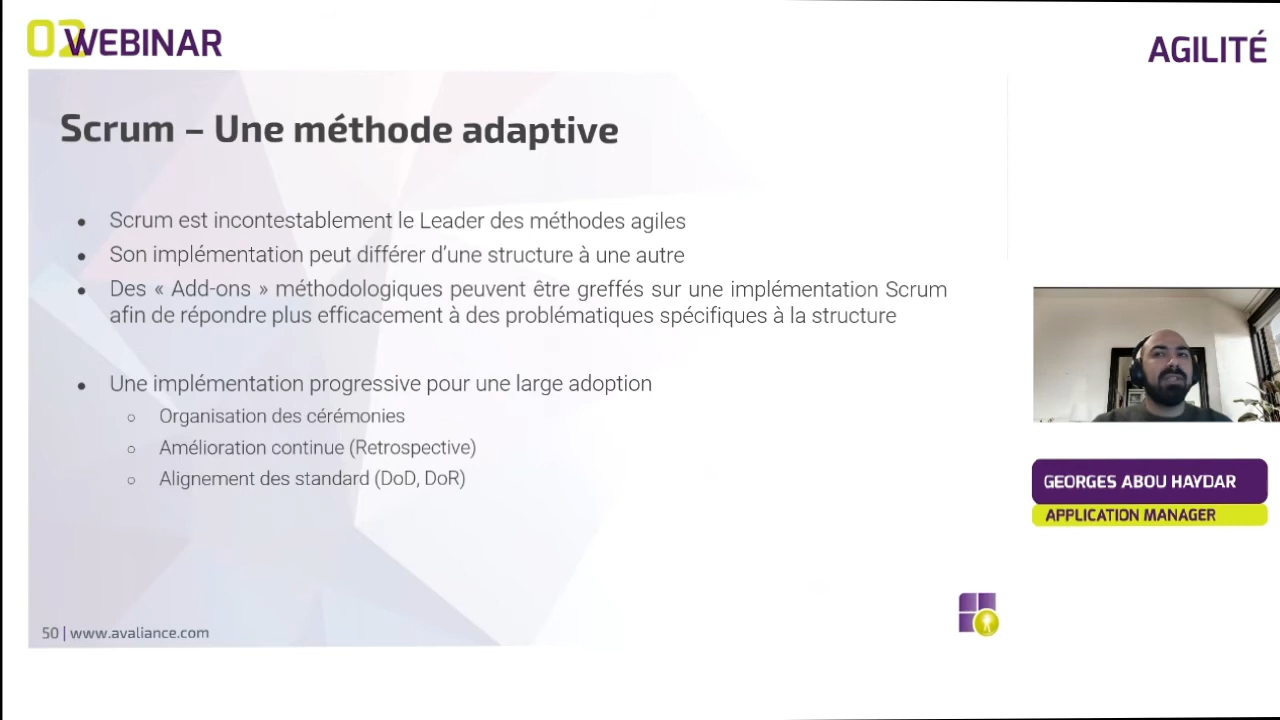 02 WEBINAR
AGILITÉ
Scrum – Une méthode adaptive
• Scrum est incontestablement le Leader des méthodes agiles
• Son implémentation peut différer d’une structure à une autre
• Des « Add-ons » méthodologiques peuvent être greffés sur une implémentation Scrum
afin de répondre plus efficacement à des problématiques spécifiques à la structure
• Une implémentation progressive pour une large adoption
○ Organisation des cérémonies
○ Amélioration continue (Retrospective)
○ Alignement des standard (DoD, DoR)
GEORGES ABOU HAYDAR
APPLICATION MANAGER
50 | www.avaliance.com